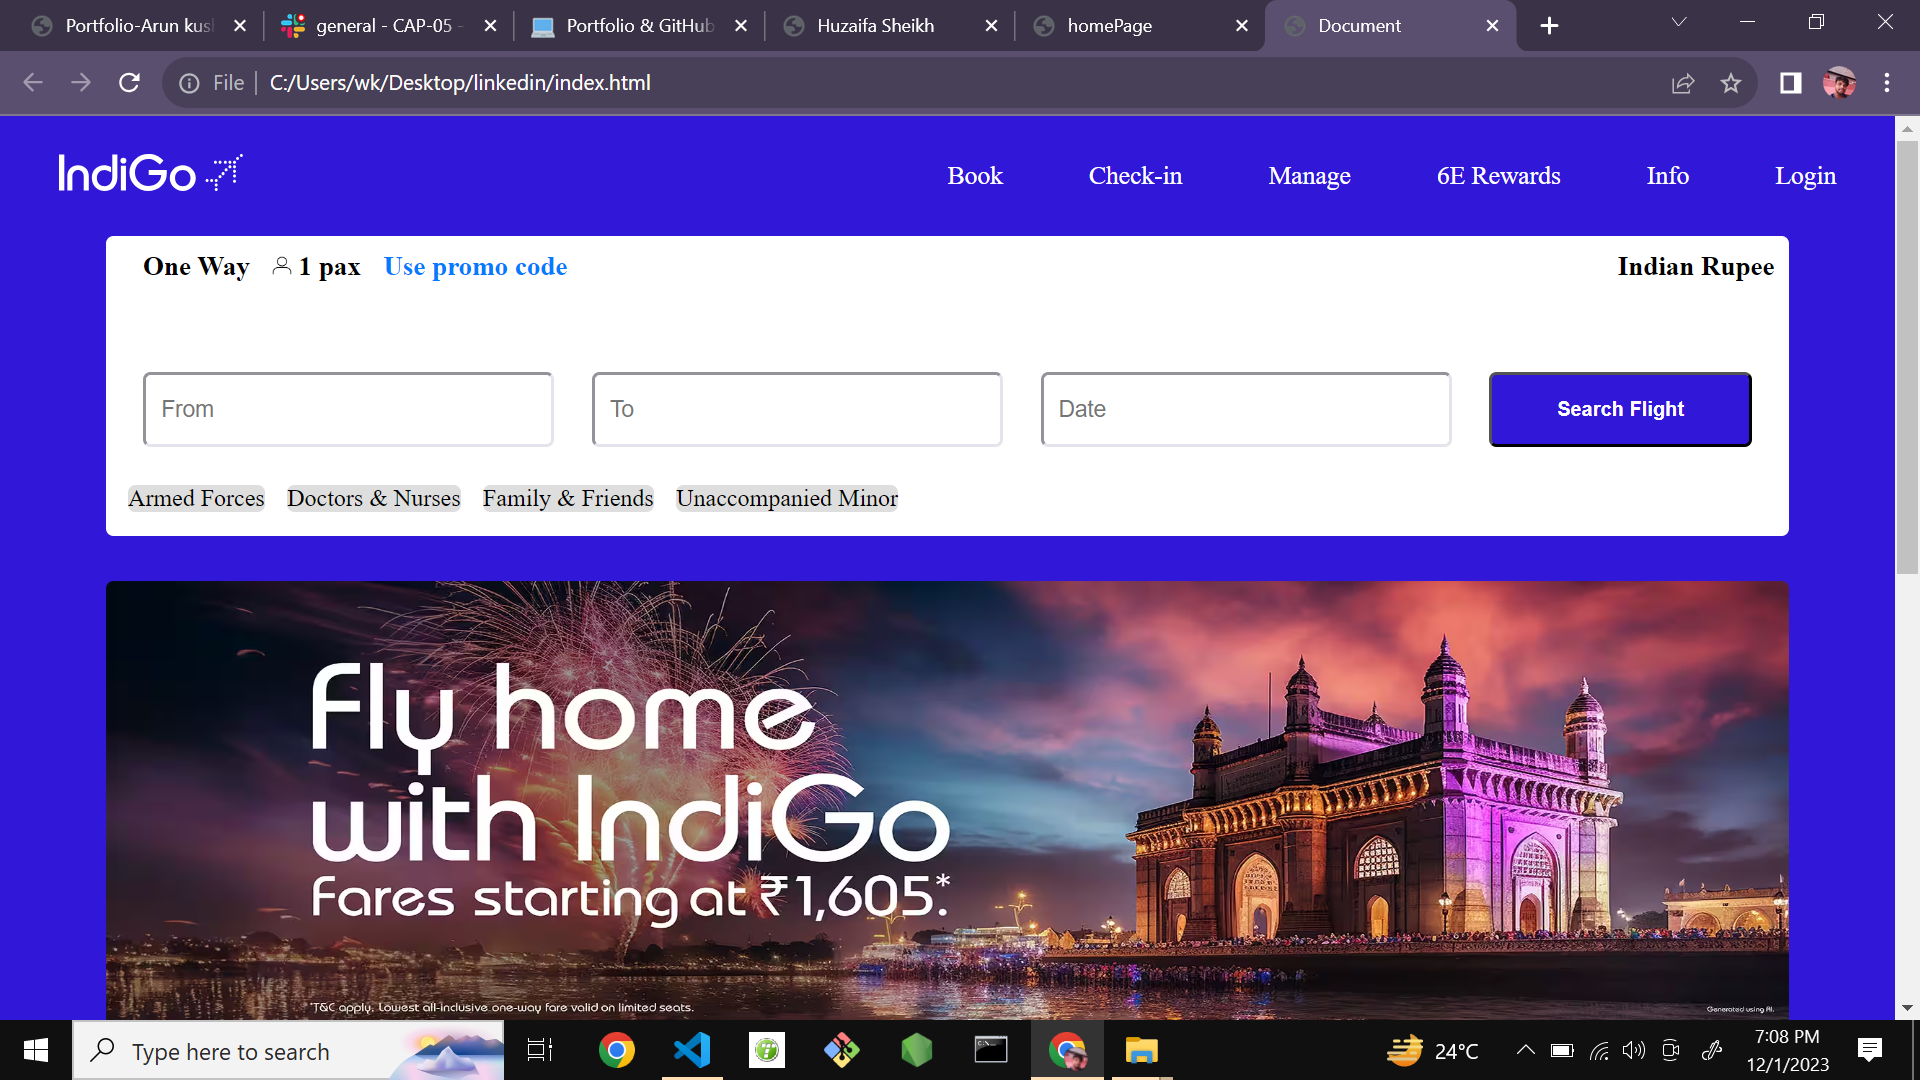 Portfolio-Arun kus
general - CAP-05 -
Portfolio & GitHub
Huzaifa Sheikh
homePage
Document
File
C:/Users/wk/Desktop/linkedin/index.html
IndiGo
Book
Check-in
Manage
6E Rewards
Info
Login
One Way
1 pax
Use promo code
Indian Rupee
From
To
Date
Search Flight
Armed Forces
Doctors & Nurses
Family & Friends
Unaccompanied Minor
Fly home
with IndiGo
Fares starting at ₹1,605*.
*T&C apply. Lowest all-inclusive one-way fare valid on limited seats.
Generated using AI.
Type here to search
24°C
7:08 PM
12/1/2023